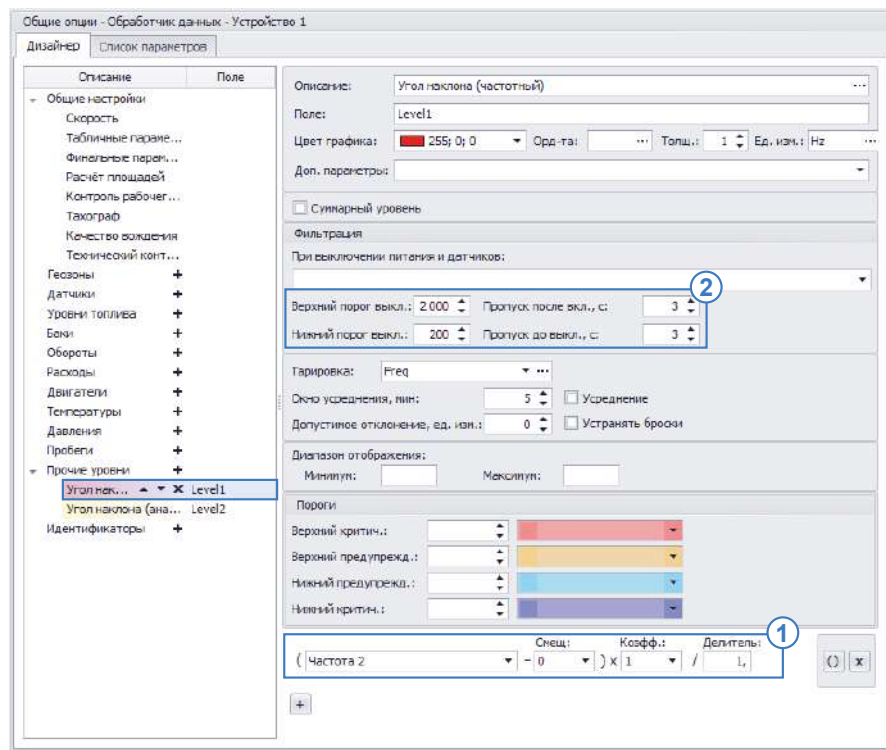 Общие опции - Обработчик данных - Устройство 1
Дизайнер Список параметров
Описание Поле
Общие настройки
Скорость
Табличные параме...
Финальные парам...
Расчёт площадей
Контроль рабочег...
Тахограф
Качество вождения
Технический конт...
Геозоны +
Датчики +
Уровни топлива +
Баки +
Обороты +
Расходы +
Двигатели +
Температуры +
Давления +
Пробеги +
Прочие уровни +
Угол нак... Level1
Угол наклона (ана... Level2
Идентификаторы +
Описание: Угол наклона (частотный) ...
Поле: Level1
Цвет графика: 255; 0; 0 Орд-та: ... Толщ.: 1 Ед. изм.: Hz ...
Доп. параметры:
Суммарный уровень
Фильтрация
При выключении питания и датчиков:
2
Верхний порог выкл.: 2 000 Пропуск после вкл., с: 3
Нижний порог выкл.: 200 Пропуск до выкл., с: 3
Тарировка: Freq ...
Окно усреднения, мин: 5 Усреднение
Допустимое отклонение, ед. изм.: 0 Устранять броски
Диапазон отображения:
Минимум: Максимум:
Пороги
Верхний критич.:
Верхний предупрежд.:
Нижний предупрежд.:
Нижний критич.:
1
Смещ: Коэфф.: Делитель:
( Частота 2 - 0 ) x 1 / 1,
() x
+